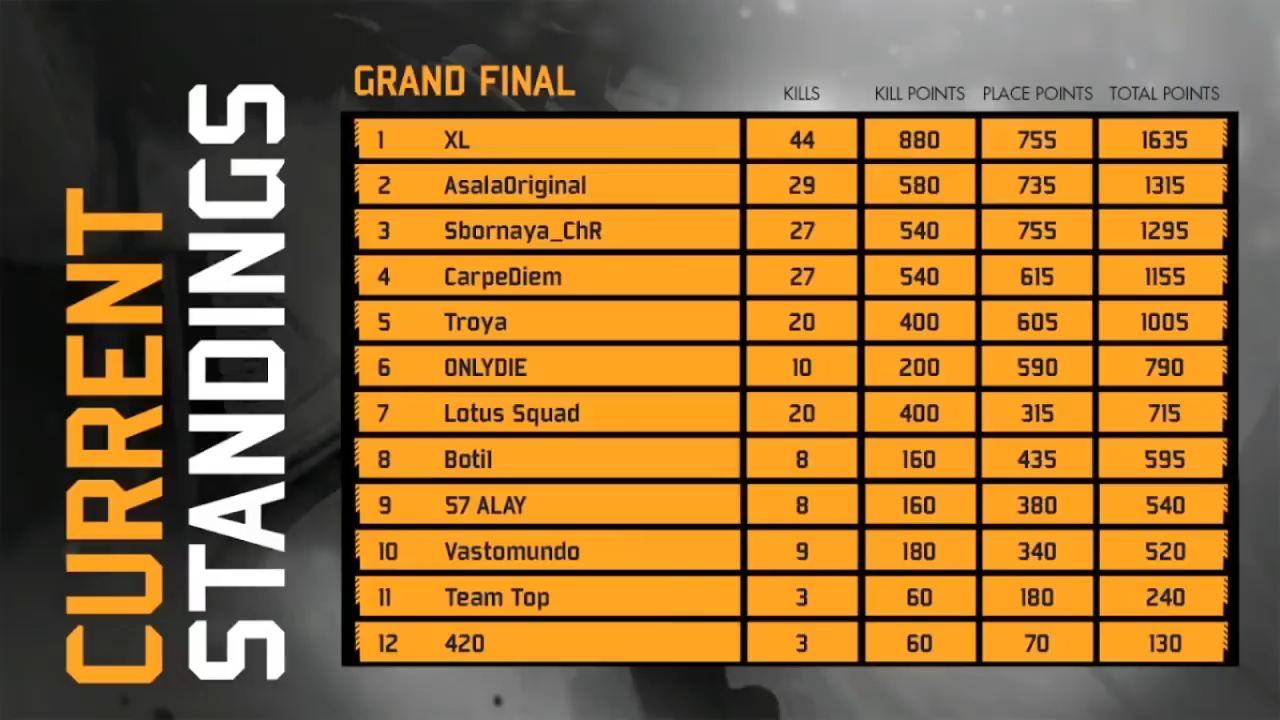 CURRENT
STANDINGS
GRAND FINAL
KILLS KILL POINTS PLACE POINTS TOTAL POINTS
1 XL 44 880 755 1635
2 AsalaOriginal 29 580 735 1315
3 Sbornaya_ChR 27 540 755 1295
4 CarpeDiem 27 540 615 1155
5 Troya 20 400 605 1005
6 ONLYDIE 10 200 590 790
7 Lotus Squad 20 400 315 715
8 Botil 8 160 435 595
9 57 ALAY 8 160 380 540
10 Vastomundo 9 180 340 520
11 Team Top 3 60 180 240
12 420 3 60 70 130